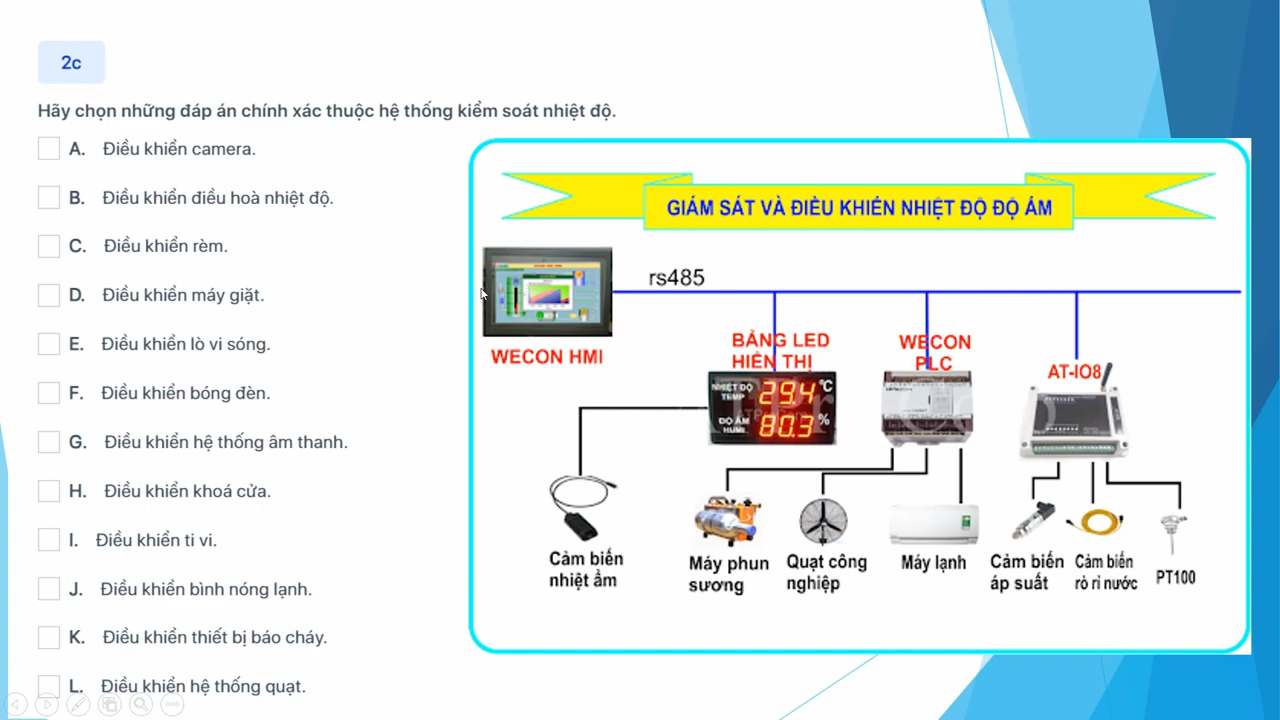 2c
Hãy chọn những đáp án chính xác thuộc hệ thống kiểm soát nhiệt độ.
A. Điều khiển camera.
B. Điều khiển điều hoà nhiệt độ.
C. Điều khiển rèm.
D. Điều khiển máy giặt.
E. Điều khiển lò vi sóng.
F. Điều khiển bóng đèn.
G. Điều khiển hệ thống âm thanh.
H. Điều khiển khoá cửa.
I. Điều khiển ti vi.
J. Điều khiển bình nóng lạnh.
K. Điều khiển thiết bị báo cháy.
L. Điều khiển hệ thống quạt.
GIÁM SÁT VÀ ĐIỀU KHIỂN NHIỆT ĐỘ ĐỘ ẨM
rs485
WECON HMI
BẢNG LED
HIỂN THỊ
WECON
PLC
AT-IO8
NHIỆT ĐỘ
TEMP
29.4 °C
ĐỘ ẨM
HUMI
80.3 %
Cảm biến
nhiệt ẩm
Máy phun
sương
Quạt công
nghiệp
Máy lạnh
Cảm biến
áp suất
Cảm biến
rò rỉ nước
PT100